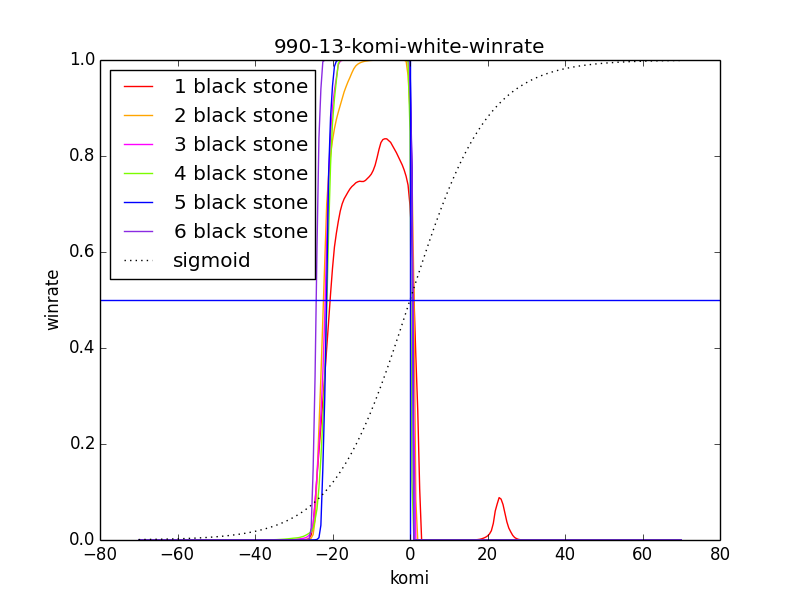 990-13-komi-white-winrate
1.0
0.8
0.6
0.4
0.2
0.0
winrate
1 black stone
2 black stone
3 black stone
4 black stone
5 black stone
6 black stone
sigmoid
−80 −60 −40 −20 0 20 40 60 80
komi